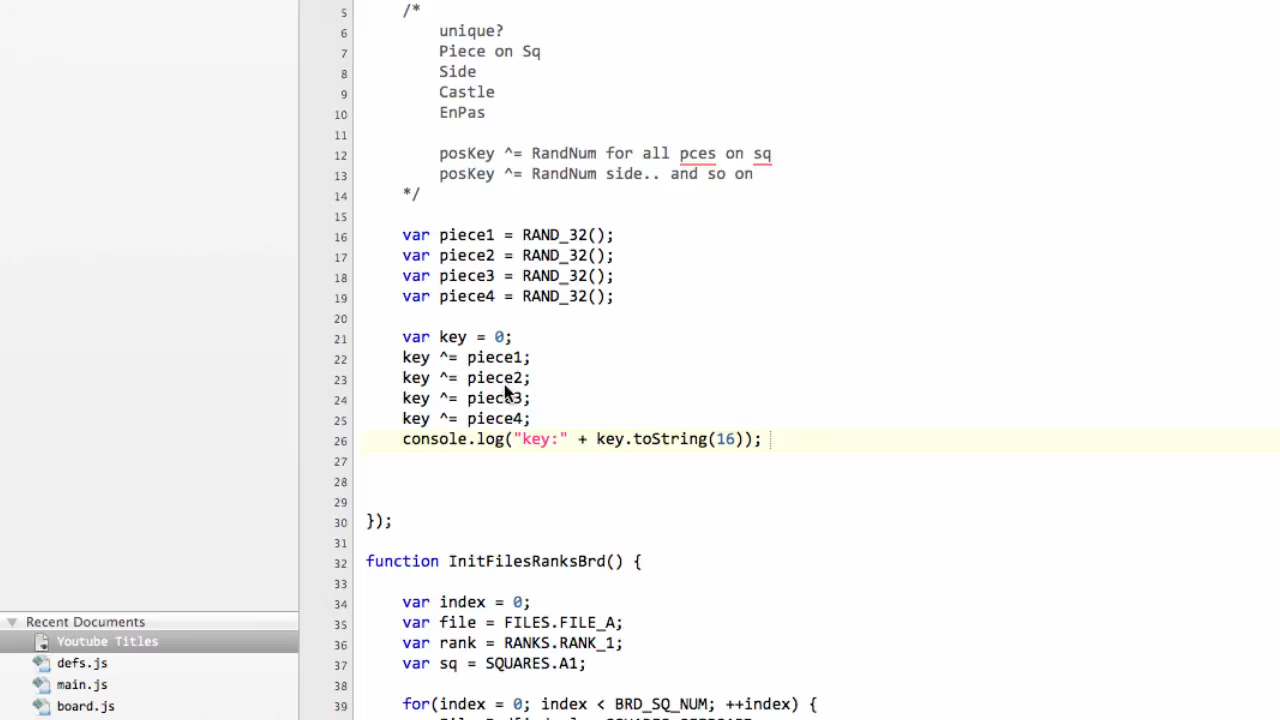 5 /*
6 unique?
7 Piece on Sq
8 Side
9 Castle
10 EnPas
11
12 posKey ^= RandNum for all pces on sq
13 posKey ^= RandNum side.. and so on
14 */
15
16 var piece1 = RAND_32();
17 var piece2 = RAND_32();
18 var piece3 = RAND_32();
19 var piece4 = RAND_32();
20
21 var key = 0;
22 key ^= piece1;
23 key ^= piece2;
24 key ^= piece3;
25 key ^= piece4;
26 console.log("key:" + key.toString(16));
27
28
29
30 });
31
32 function InitFilesRanksBrd() {
33
34 var index = 0;
35 var file = FILES.FILE_A;
36 var rank = RANKS.RANK_1;
37 var sq = SQUARES.A1;
38
39 for(index = 0; index < BRD_SQ_NUM; ++index) {
Recent Documents
Youtube Titles
defs.js
main.js
board.js